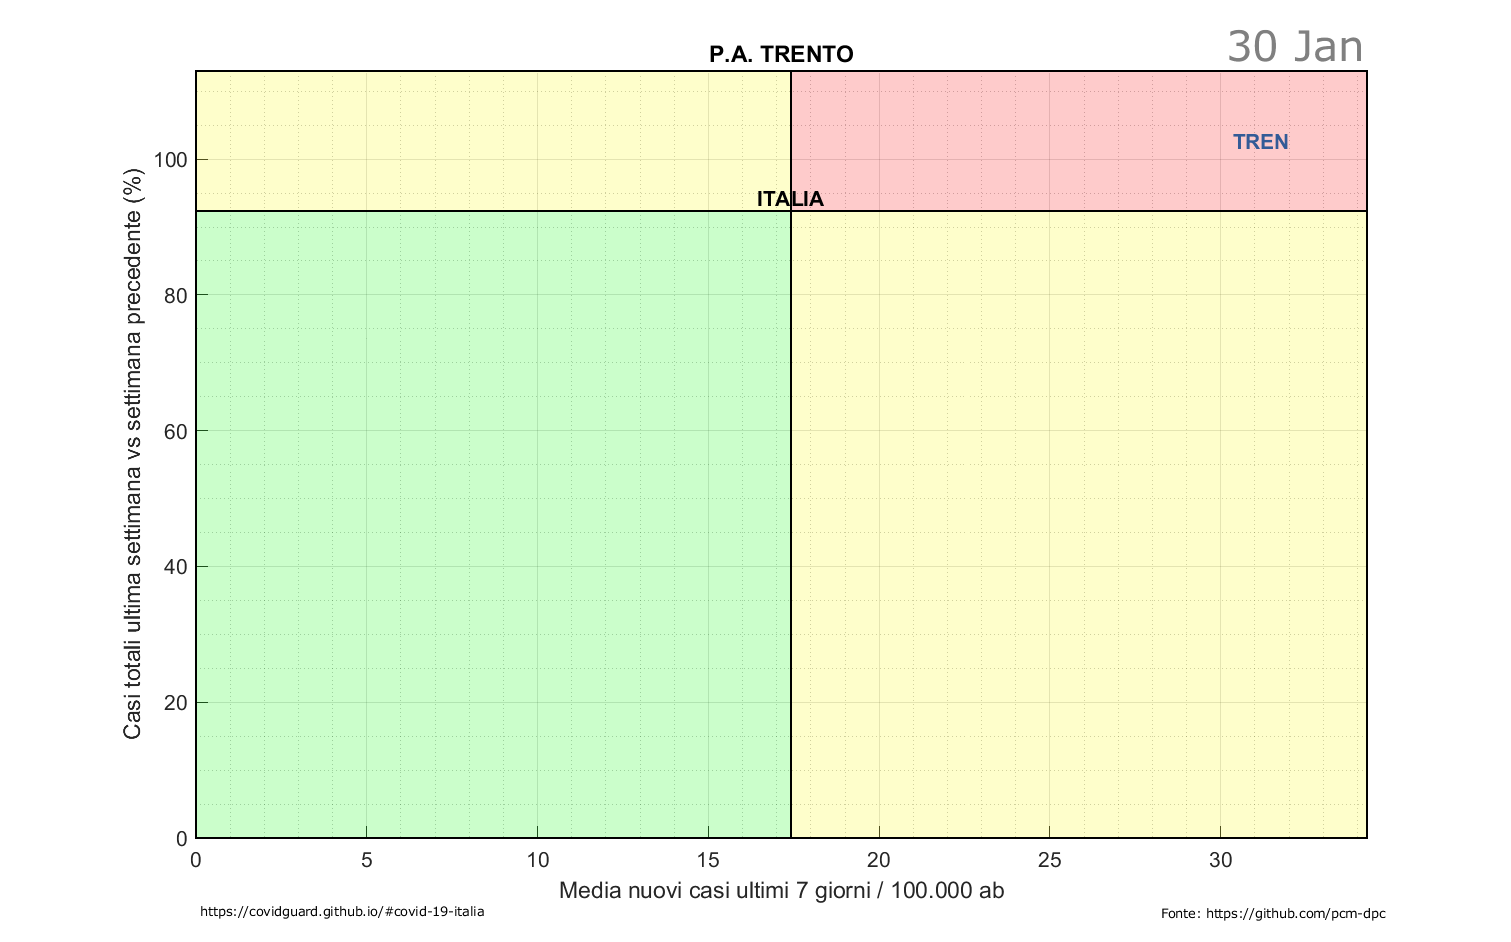 P.A. TRENTO
30 Jan
TREN
ITALIA
100
80
60
40
20
0
Casi totali ultima settimana vs settimana precedente (%)
0 5 10 15 20 25 30
Media nuovi casi ultimi 7 giorni / 100.000 ab
https://covidguard.github.io/#covid-19-italia
Fonte: https://github.com/pcm-dpc